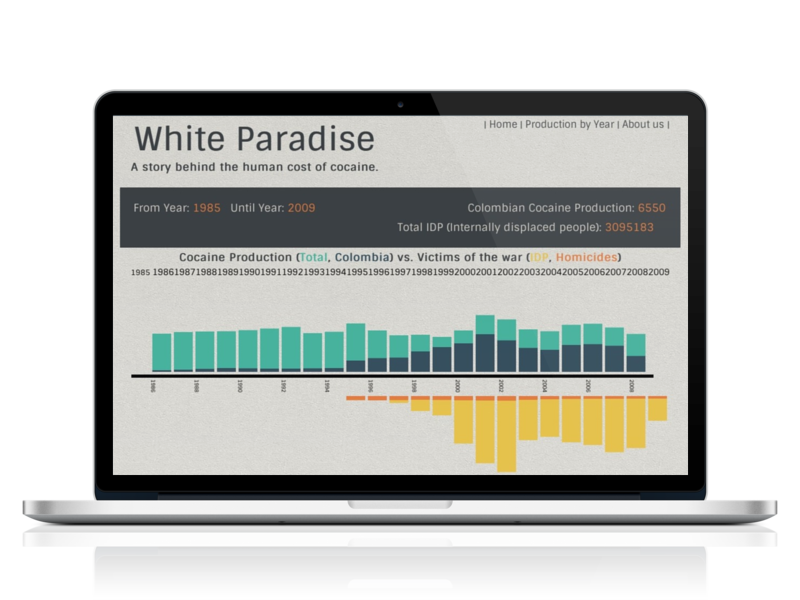 White Paradise
| Home | Production by Year | About us |
A story behind the human cost of cocaine.
From Year: 1985 Until Year: 2009
Colombian Cocaine Production: 6550
Total IDP (Internally displaced people): 3095183
Cocaine Production (Total, Colombia) vs. Victims of the war (IDP, Homicides)
1985 1986 1987 1988 1989 1990 1991 1992 1993 1994 1995 1996 1997 1998 1999 2000 2001 2002 2003 2004 2005 2006 2007 2008 2009
1986 1988 1990 1992 1994 1996 1998 2000 2002 2004 2006 2008